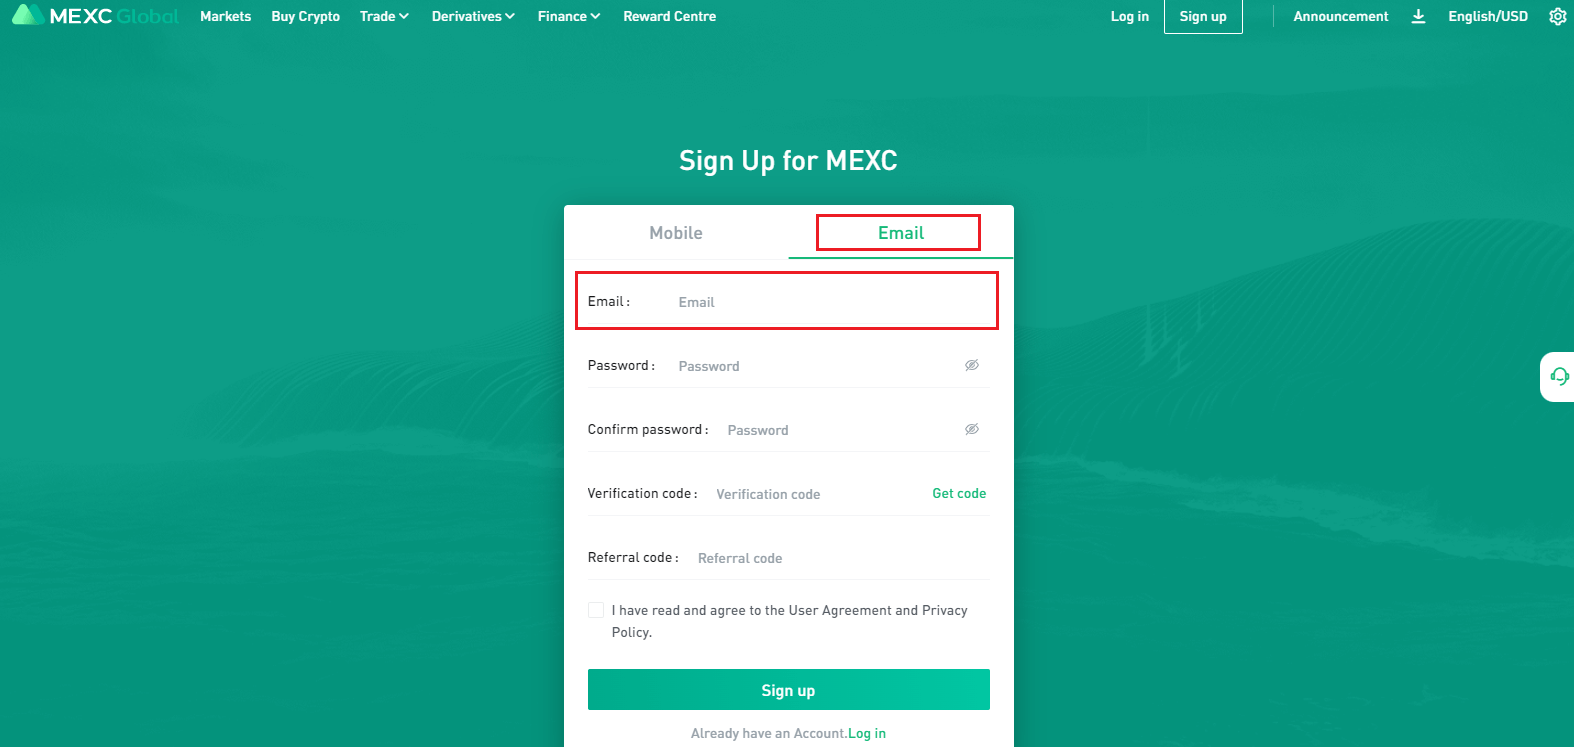 MEXC Global Markets Buy Crypto Trade Derivatives Finance Reward Centre Log in Sign up Announcement English/USD
Sign Up for MEXC
Mobile Email
Email : Email
Password : Password
Confirm password : Password
Verification code : Verification code Get code
Referral code : Referral code
I have read and agree to the User Agreement and Privacy
Policy.
Sign up
Already have an Account.Log in